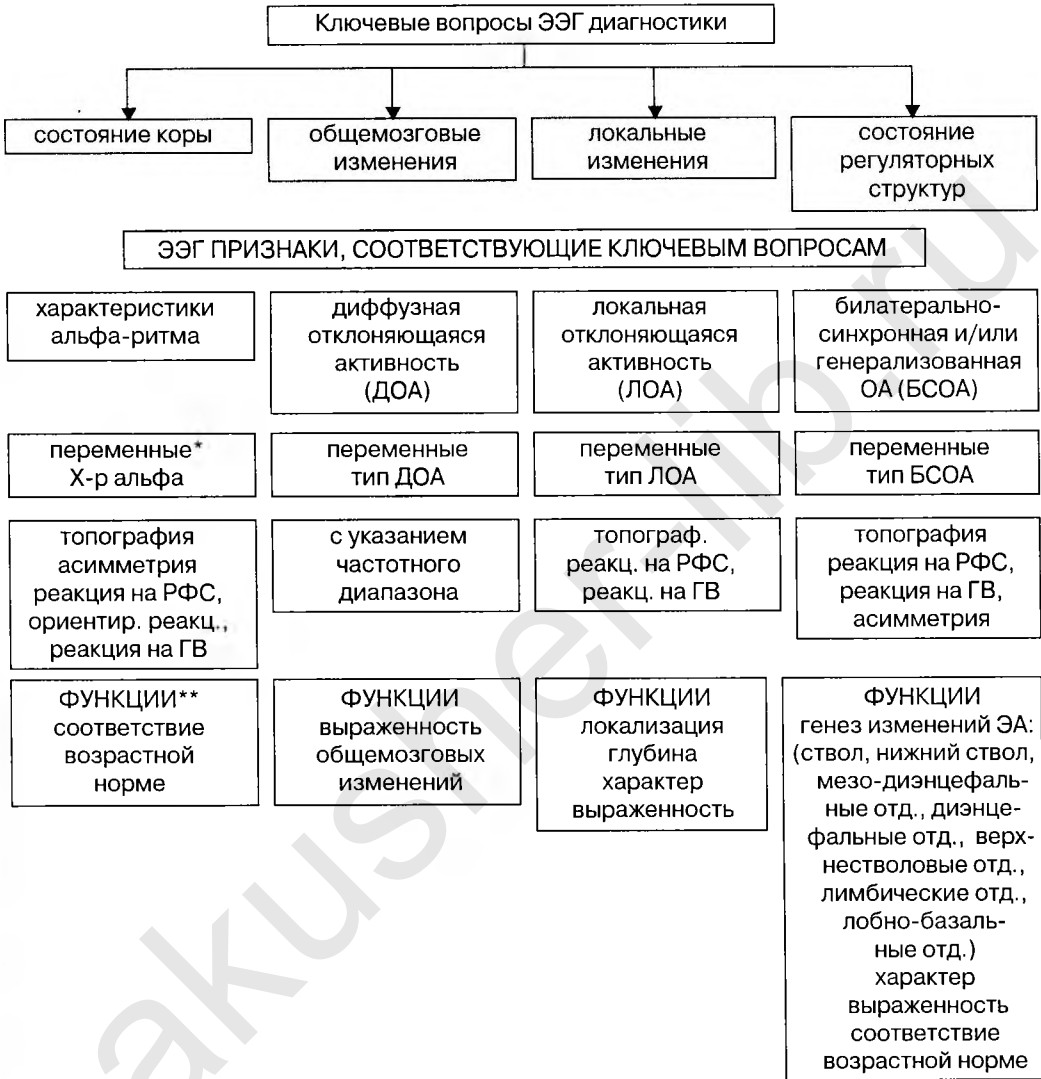 Ключевые вопросы ЭЭГ диагностики
состояние коры
общемозговые
изменения
локальные
изменения
состояние
регуляторных
структур
ЭЭГ ПРИЗНАКИ, СООТВЕТСТВУЮЩИЕ КЛЮЧЕВЫМ ВОПРОСАМ
характеристики
альфа-ритма
диффузная
отклоняющаяся
активность
(ДОА)
локальная
отклоняющаяся
активность
(ЛОА)
билатерально-
синхронная и/или
генерализованная
ОА (БСОА)
переменные*
Х-р альфа
переменные
тип ДОА
переменные
тип ЛОА
переменные
тип БСОА
топография
асимметрия
реакция на РФС,
ориентир. реакц.,
реакция на ГВ
с указанием
частотного
диапазона
топограф.
реакц. на РФС,
реакц. на ГВ
топография
реакция на РФС,
реакция на ГВ,
асимметрия
ФУНКЦИИ**
соответствие
возрастной
норме
ФУНКЦИИ
выраженность
общемозговых
изменений
ФУНКЦИИ
локализация
глубина
характер
выраженность
ФУНКЦИИ
генез изменений ЭА:
(ствол, нижний ствол,
мезо-диэнцефаль-
ные отд., диэнце-
фальные отд., верх-
нестволовые отд.,
лимбические отд.,
лобно-базаль-
ные отд.)
характер
выраженность
соответствие
возрастной норме
akusher-lib.ru